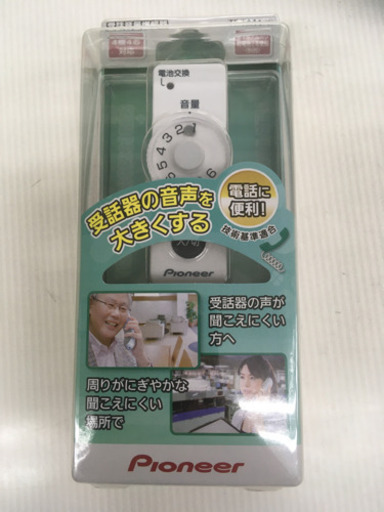 電池交換
音量
5 4 3 2 1
受話器の音声を
大きくする
電話に
便利!
技術基準適合
Pioneer
受話器の声が
聞こえにくい
方へ
周りがにぎやかな
聞こえにくい
場所で
Pioneer